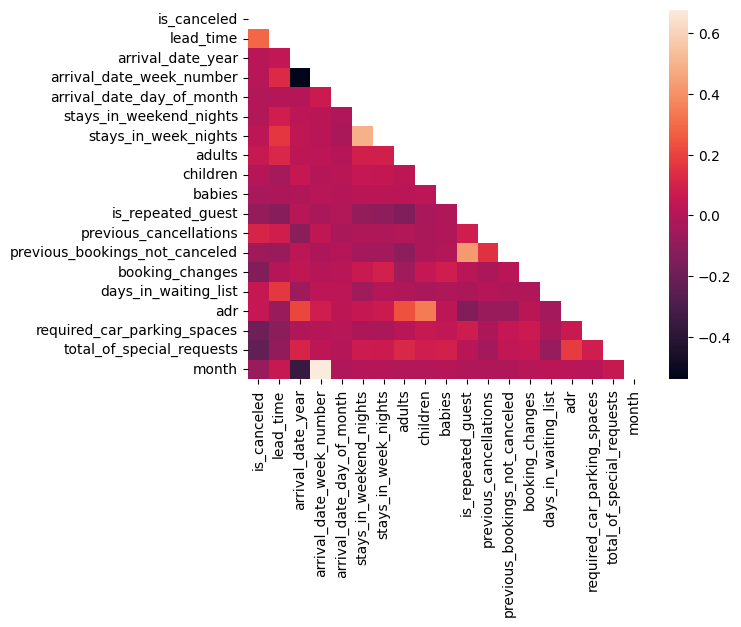 is_canceled
lead_time
arrival_date_year
arrival_date_week_number
arrival_date_day_of_month
stays_in_weekend_nights
stays_in_week_nights
adults
children
babies
is_repeated_guest
previous_cancellations
previous_bookings_not_canceled
booking_changes
days_in_waiting_list
adr
required_car_parking_spaces
total_of_special_requests
month
is_canceled
lead_time
arrival_date_year
arrival_date_week_number
arrival_date_day_of_month
stays_in_weekend_nights
stays_in_week_nights
adults
children
babies
is_repeated_guest
previous_cancellations
previous_bookings_not_canceled
booking_changes
days_in_waiting_list
adr
required_car_parking_spaces
total_of_special_requests
month
0.6
0.4
0.2
0.0
−0.2
−0.4